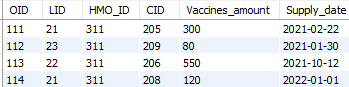 OID LID HMO_ID CID Vaccines_amount Supply_date
111 21 311 205 300 2021-02-22
112 23 311 209 80 2021-01-30
113 22 311 206 550 2021-10-12
114 21 311 208 120 2022-01-01